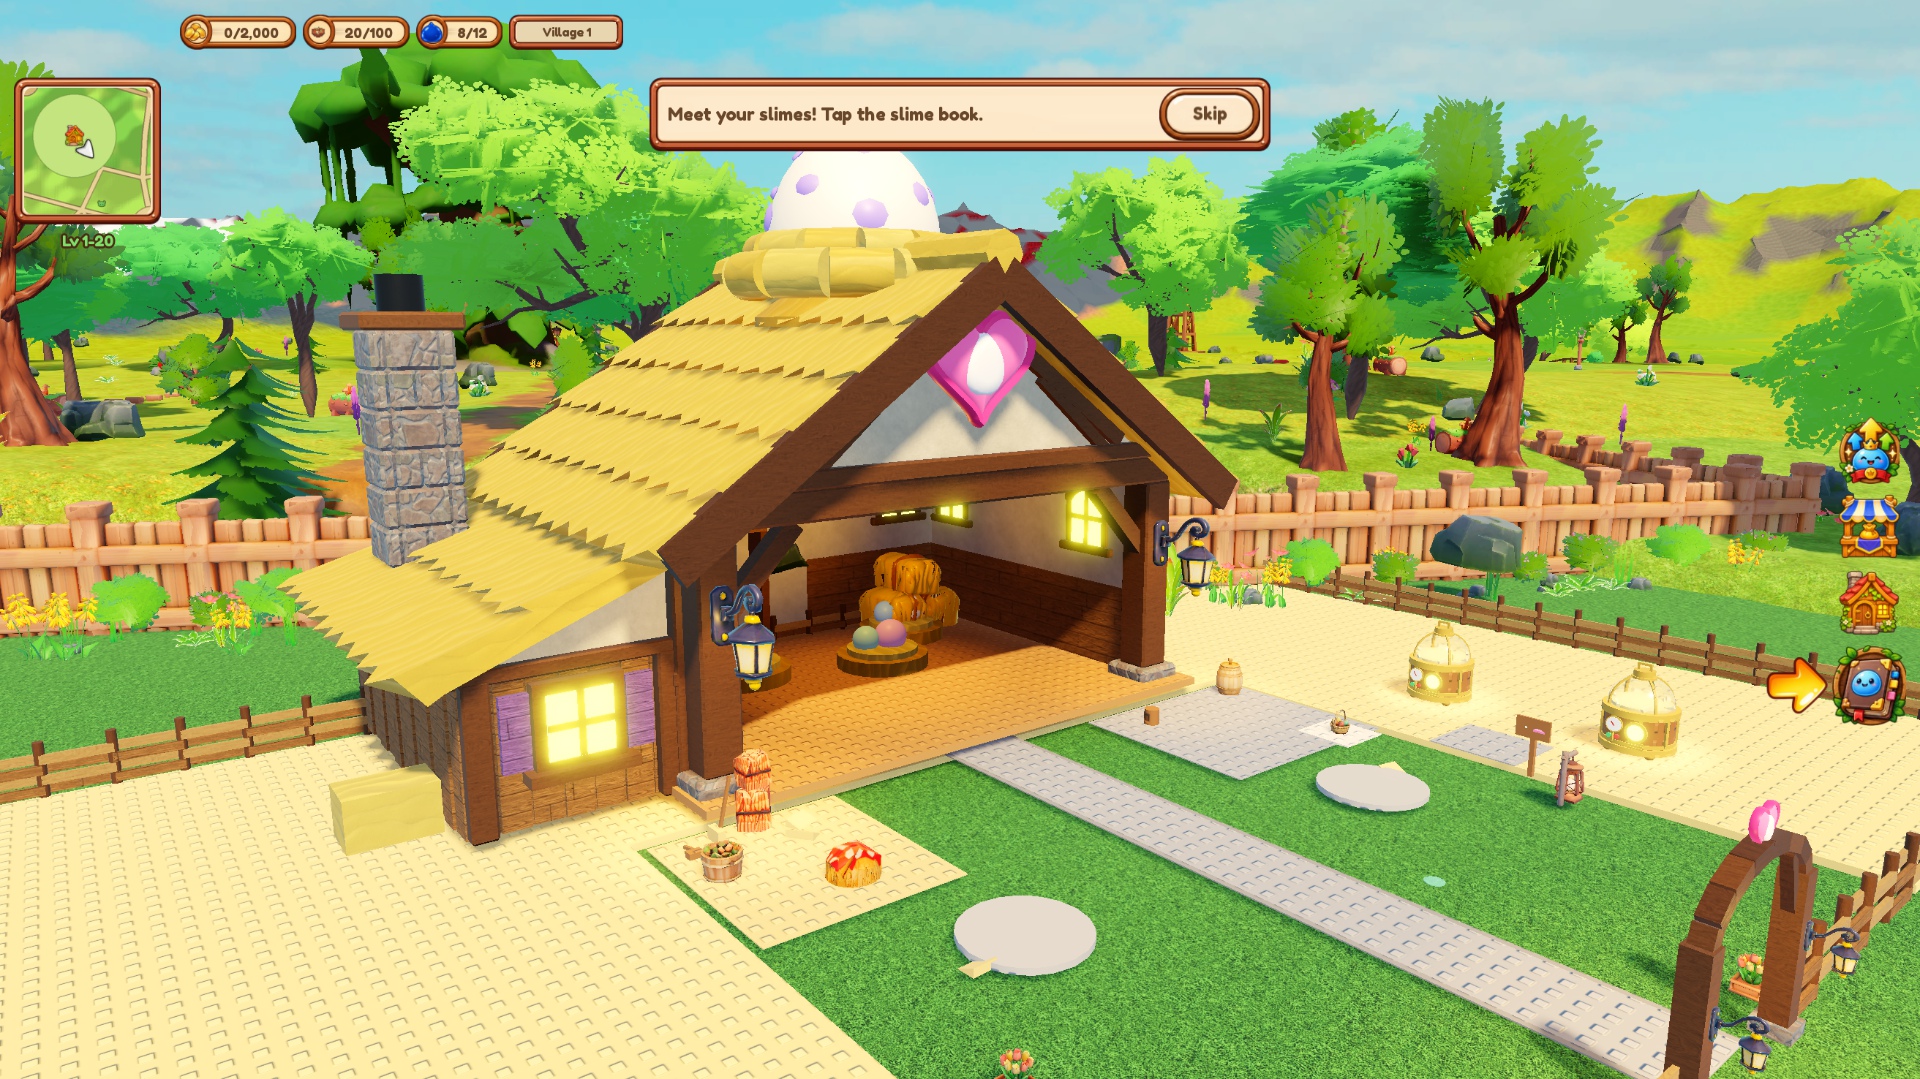 0/2,000
20/100
8/12
Village 1
Meet your slimes! Tap the slime book.
Skip
Lv 1-20